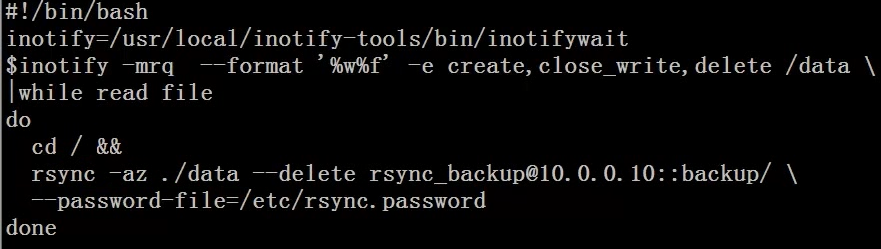 #!/bin/bash
inotify=/usr/local/inotify-tools/bin/inotifywait
$inotify -mrq  --format '%w%f' -e create,close_write,delete /data \
|while read file
do
  cd / &&
  rsync -az ./data --delete rsync_backup@10.0.0.10::backup/ \
  --password-file=/etc/rsync.password
done